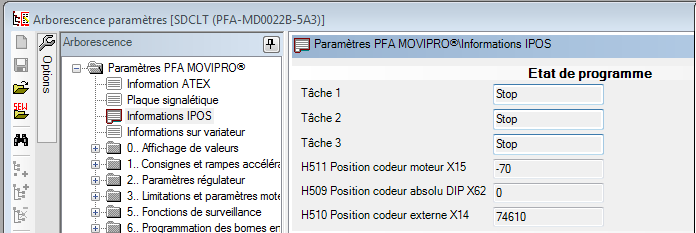 Arborescence paramètres [SDCLT (PFA-MD0022B-5A3)]
Options
Arborescence
Paramètres PFA MOVIPRO®
Information ATEX
Plaque signalétique
Informations IPOS
Informations sur variateur
0.. Affichage de valeurs
1.. Consignes et rampes accéléra
2.. Paramètres régulateur
3.. Limitations et paramètres mote
5.. Fonctions de surveillance
6.. Programmation des bornes en
Paramètres PFA MOVIPRO®\Informations IPOS
Etat de programme
Tâche 1 Stop
Tâche 2 Stop
Tâche 3 Stop
H511 Position codeur moteur X15 -70
H509 Position codeur absolu DIP X62 0
H510 Position codeur externe X14 74610
SEW